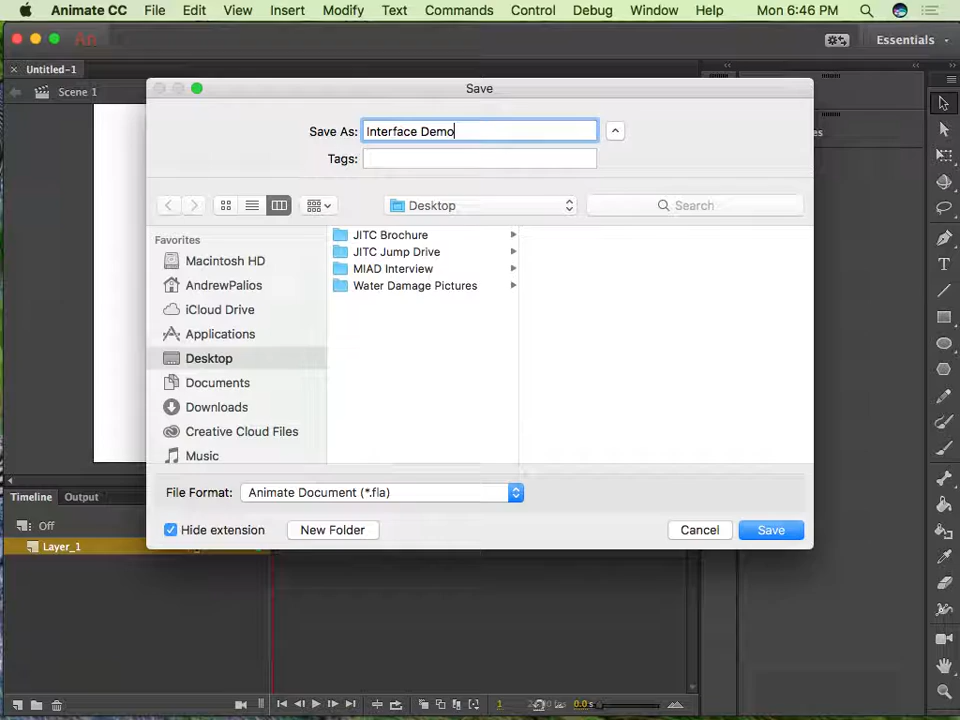 Animate CC File Edit View Insert Modify Text Commands Control Debug Window Help Mon 6:46 PM
An Essentials
Untitled-1
Scene 1
Save
Save As: Interface Demo
Tags:
Desktop Search
Favorites
Macintosh HD
AndrewPalios
iCloud Drive
Applications
Desktop
Documents
Downloads
Creative Cloud Files
Music
JITC Brochure
JITC Jump Drive
MIAD Interview
Water Damage Pictures
File Format: Animate Document (*.fla)
Hide extension New Folder Cancel Save
Timeline Output
Off
Layer_1
1 0.0 s